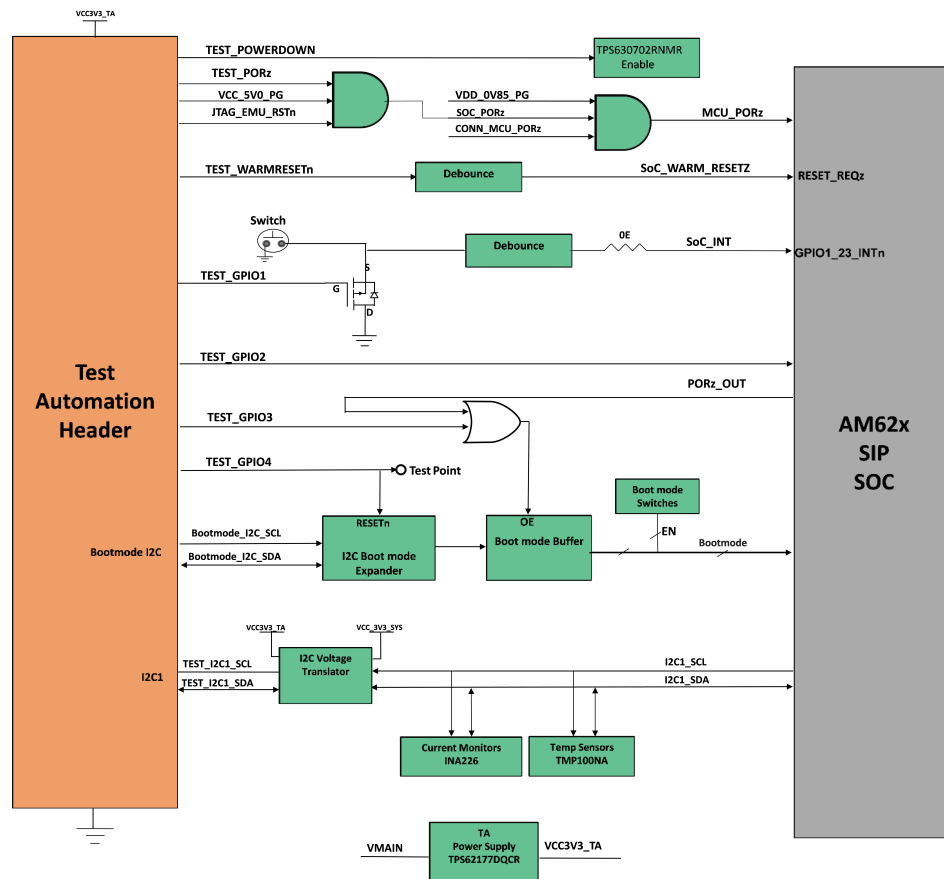 VCC3V3_TA
TEST_POWERDOWN
TPS630702RNMR
Enable
TEST_PORz
VCC_5V0_PG
JTAG_EMU_RSTn
VDD_0V85_PG
SOC_PORz
CONN_MCU_PORz
MCU_PORz
TEST_WARMRESETn
Debounce
SoC_WARM_RESETZ
RESET_REQz
Switch
Debounce
0E
SoC_INT
GPIO1_23_INTn
S
TEST_GPIO1
G
D
TEST_GPIO2
Test
Automation
Header
PORz_OUT
TEST_GPIO3
AM62x
SIP
SOC
TEST_GPIO4
Test Point
Boot mode
Switches
RESETn
I2C Boot mode
Expander
OE
Boot mode Buffer
EN
Bootmode
Bootmode I2C
Bootmode_I2C_SCL
Bootmode_I2C_SDA
VCC3V3_TA
VCC_3V3_SYS
I2C Voltage
Translator
I2C1
TEST_I2C1_SCL
TEST_I2C1_SDA
I2C1_SCL
I2C1_SDA
Current Monitors
INA226
Temp Sensors
TMP100NA
VMAIN
TA
Power Supply
TPS62177DQCR
VCC3V3_TA